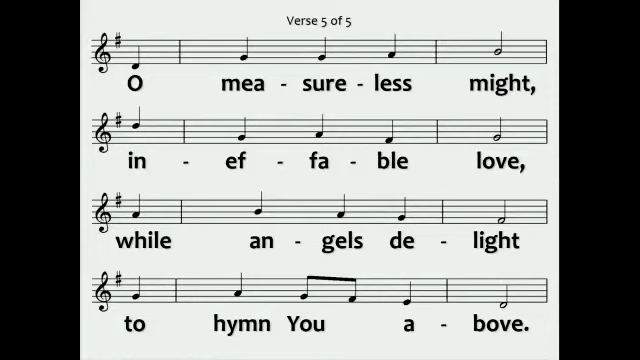 Verse 5 of 5
O mea - sure - less might,
in - ef - fa - ble love,
while an - gels de - light
to hymn You a - bove.